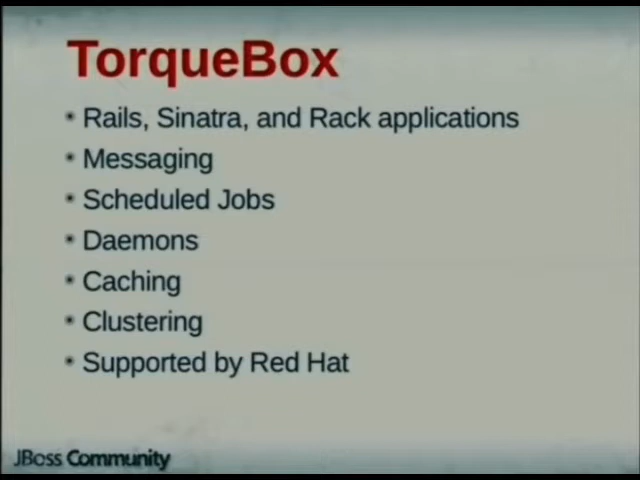 TorqueBox
Rails, Sinatra, and Rack applications
Messaging
Scheduled Jobs
Daemons
Caching
Clustering
Supported by Red Hat
JBoss Community